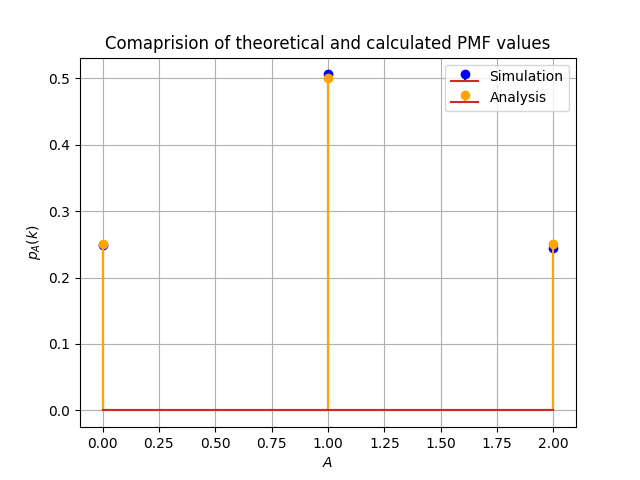 Comaprision of theoretical and calculated PMF values
Simulation
Analysis
0.5
0.4
0.3
0.2
0.1
0.0
p_A(k)
0.00 0.25 0.50 0.75 1.00 1.25 1.50 1.75 2.00
A